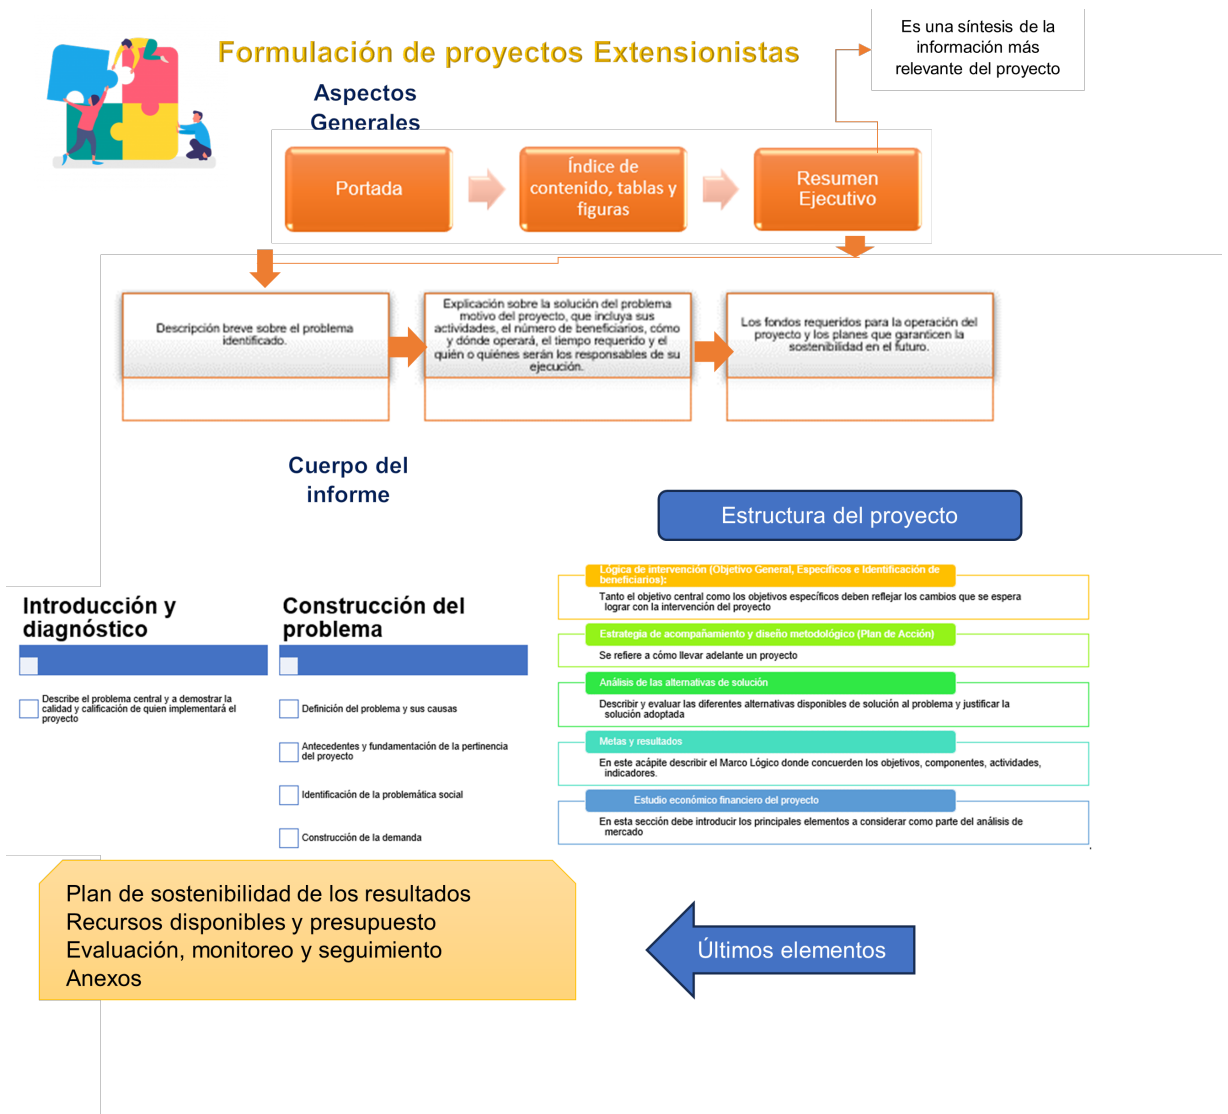 Es una síntesis de la
información más
relevante del proyecto
Formulación de proyectos Extensionistas
Aspectos
Generales
Portada
Índice de
contenido, tablas y
figuras
Resumen
Ejecutivo
Descripción breve sobre el problema
identificado.
Explicación sobre la solución del problema
motivo del proyecto, que incluya sus
actividades, el número de beneficiarios, cómo
y dónde operará, el tiempo requerido y el
quién o quiénes serán los responsables de su
ejecución.
Los fondos requeridos para la operación del
proyecto y los planes que garanticen la
sostenibilidad en el futuro.
Cuerpo del
informe
Estructura del proyecto
Introducción y
diagnóstico
Describe el problema central y a demostrar la
calidad y calificación de quien implementará el
proyecto
Construcción del
problema
Definición del problema y sus causas
Antecedentes y fundamentación de la pertinencia
del proyecto
Identificación de la problemática social
Construcción de la demanda
Lógica de intervención (Objetivo General, Específicos e Identificación de
beneficiarios):
Tanto el objetivo central como los objetivos específicos deben reflejar los cambios que se espera
lograr con la intervención del proyecto
Estrategia de acompañamiento y diseño metodológico (Plan de Acción)
Se refiere a cómo llevar adelante un proyecto
Análisis de las alternativas de solución
Describir y evaluar las diferentes alternativas disponibles de solución al problema y justificar la
solución adoptada
Metas y resultados
En este acápite describir el Marco Lógico donde concuerden los objetivos, componentes, actividades,
indicadores.
Estudio económico financiero del proyecto
En esta sección debe introducir los principales elementos a considerar como parte del análisis de
mercado
.
Plan de sostenibilidad de los resultados
Recursos disponibles y presupuesto
Evaluación, monitoreo y seguimiento
Anexos
Últimos elementos